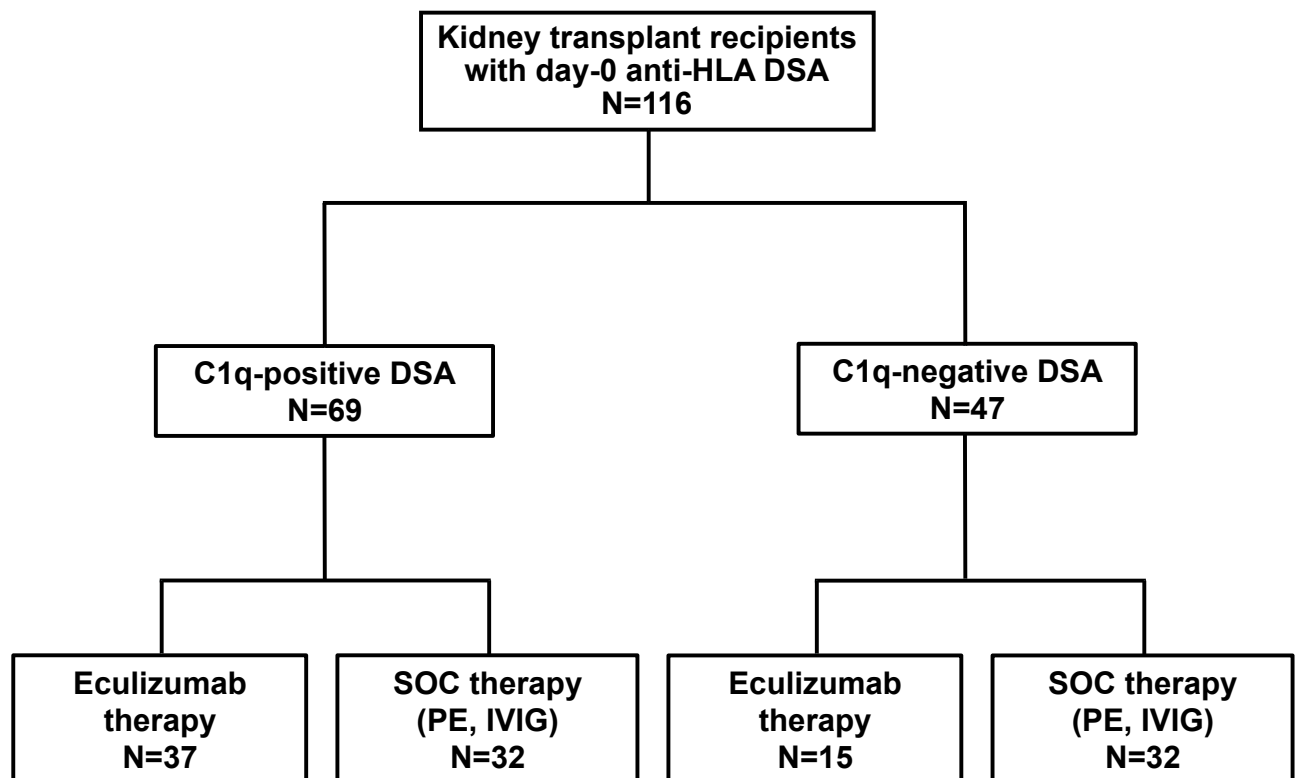 Kidney transplant recipients
with day-0 anti-HLA DSA
N=116
C1q-positive DSA
N=69
C1q-negative DSA
N=47
Eculizumab
therapy
N=37
SOC therapy
(PE, IVIG)
N=32
Eculizumab
therapy
N=15
SOC therapy
(PE, IVIG)
N=32